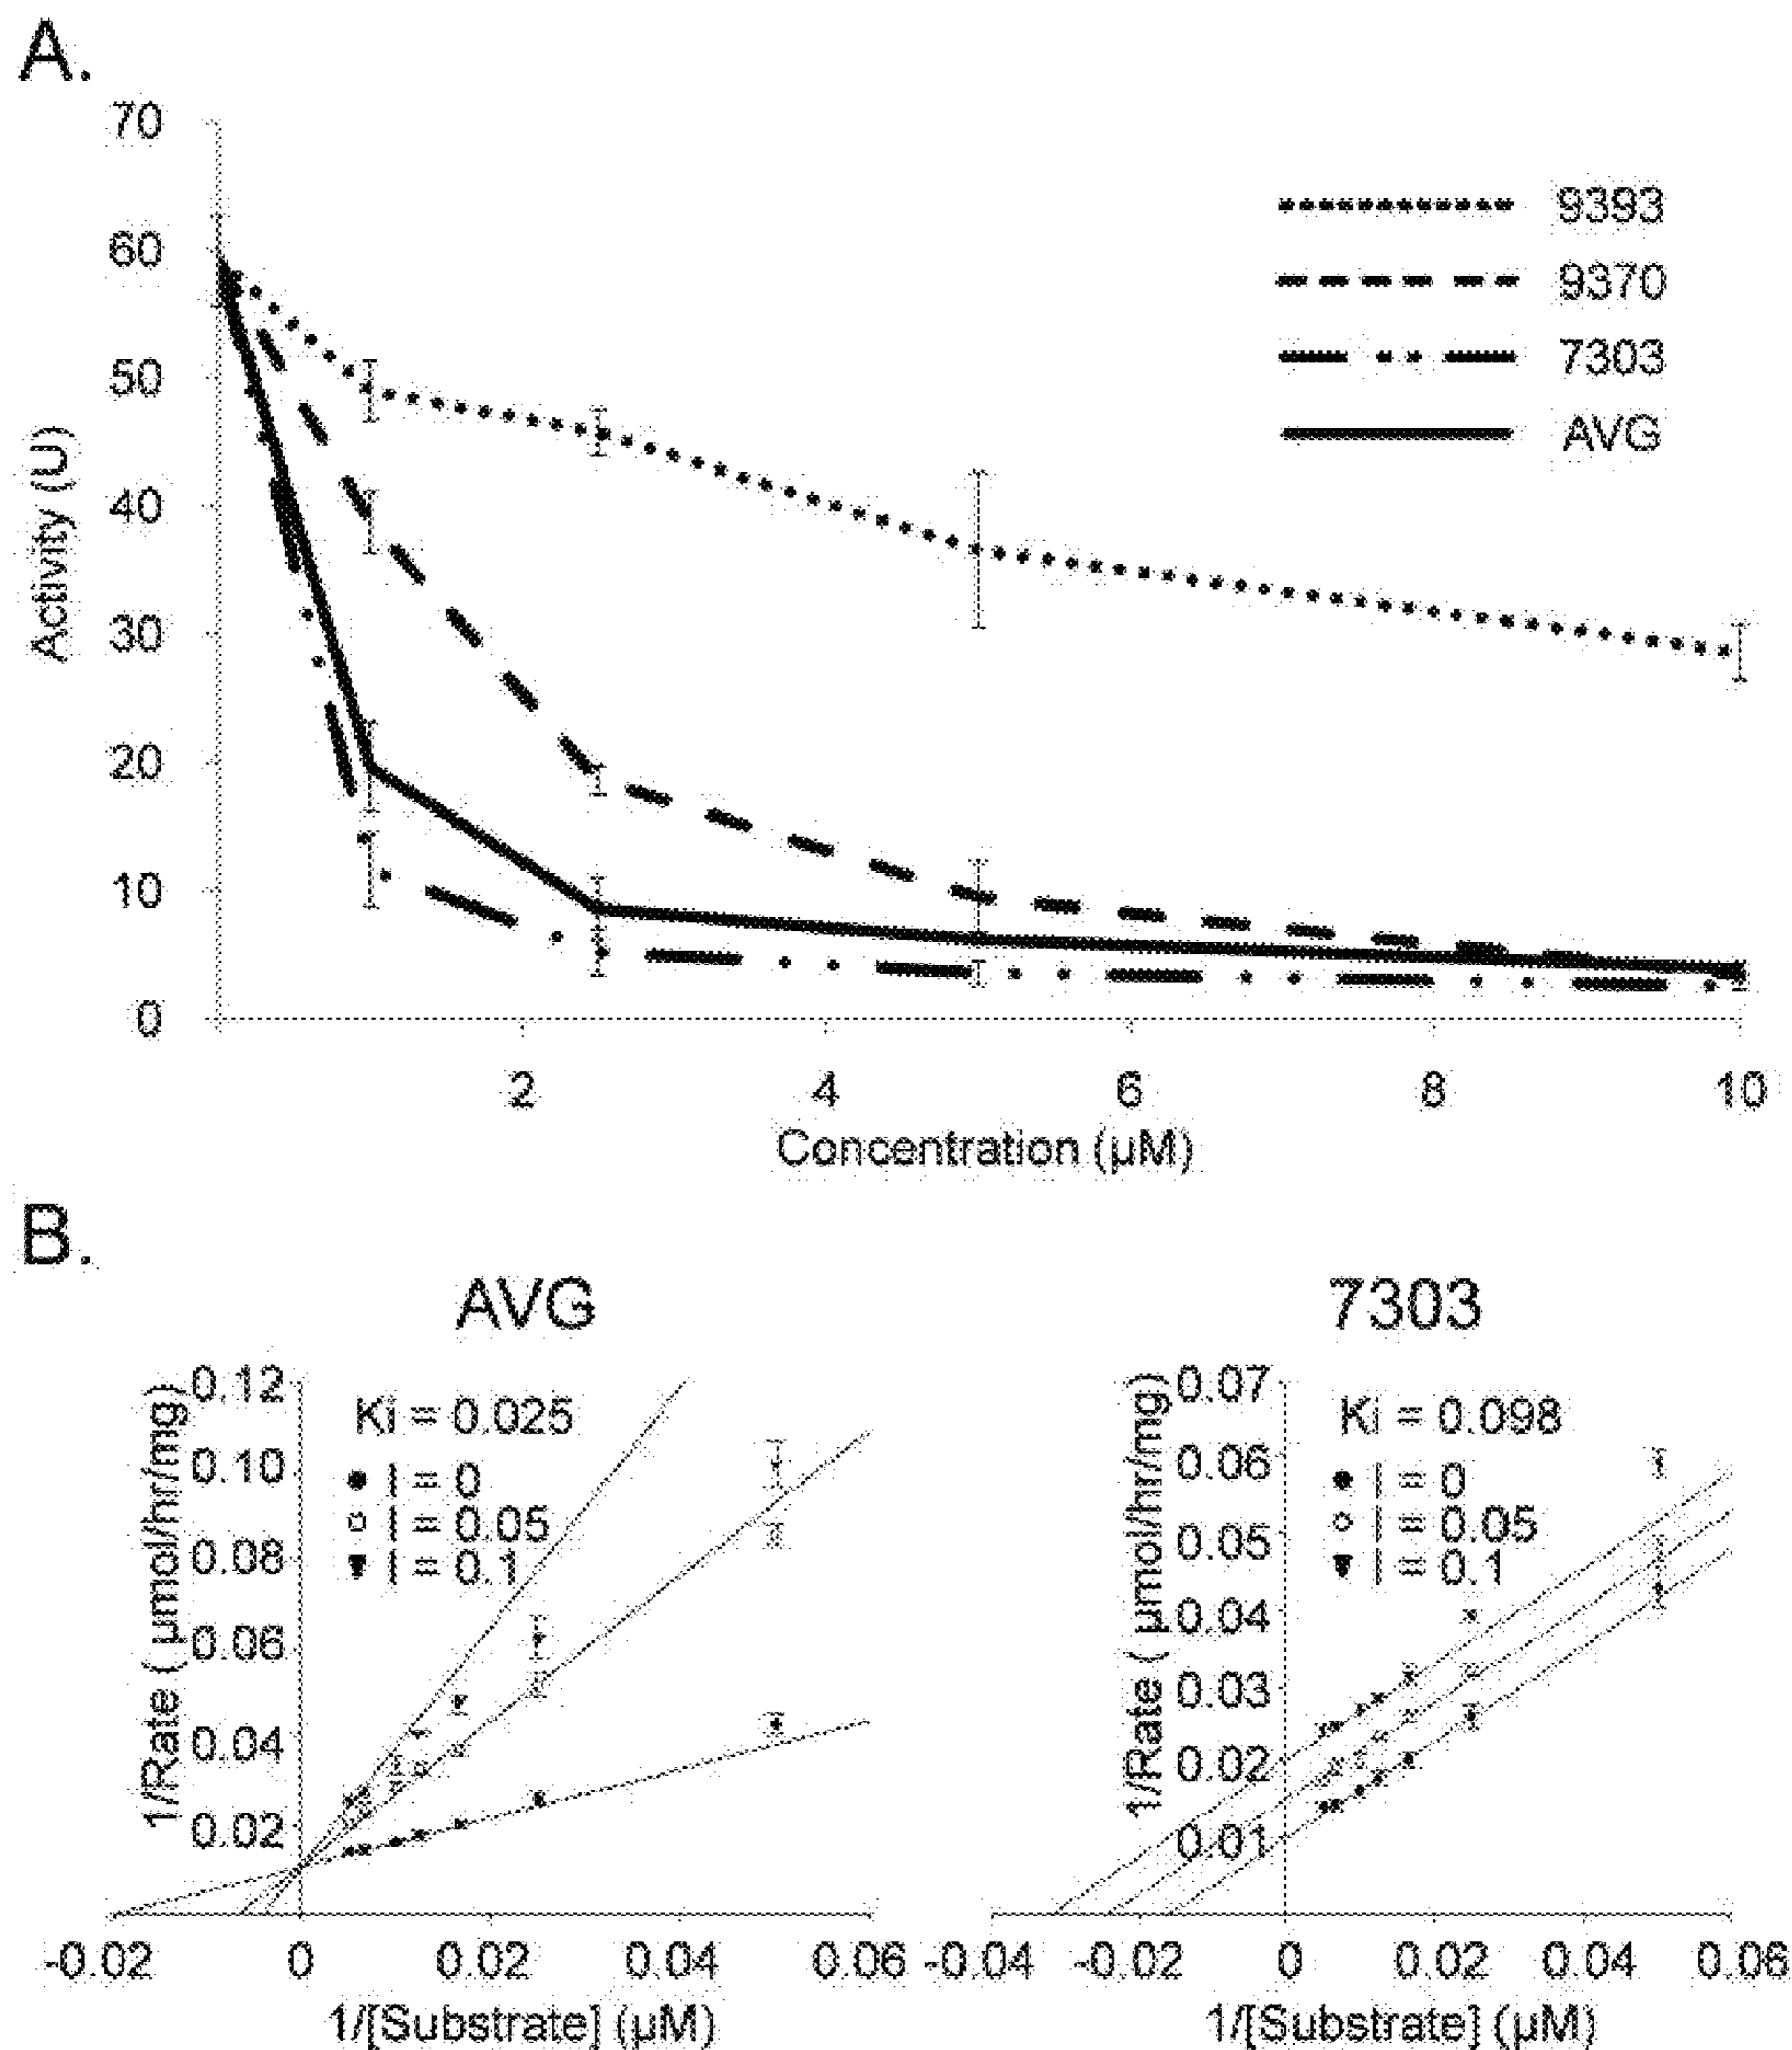 A.
70
60
50
40
30
20
10
0
Activity (U)
9393
9370
7303
AVG
2 4 6 8 10
Concentration (µM)
B.
AVG
0.12
0.10
0.08
0.06
0.04
0.02
1/Rate ( µmol/hr/mg)
Ki = 0.025
I = 0
I = 0.05
I = 0.1
-0.02 0 0.02 0.04 0.06
1/[Substrate] (µM)
7303
0.07
0.06
0.05
0.04
0.03
0.02
0.01
1/Rate ( µmol/hr/mg)
Ki = 0.098
I = 0
I = 0.05
I = 0.1
-0.04 -0.02 0 0.02 0.04 0.06
1/[Substrate] (µM)